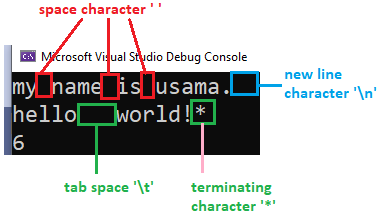 space character ' '
Microsoft Visual Studio Debug Console
my name is usama.
new line
character '\n'
hello   world!*
6
tab space '\t'
terminating
character '*'